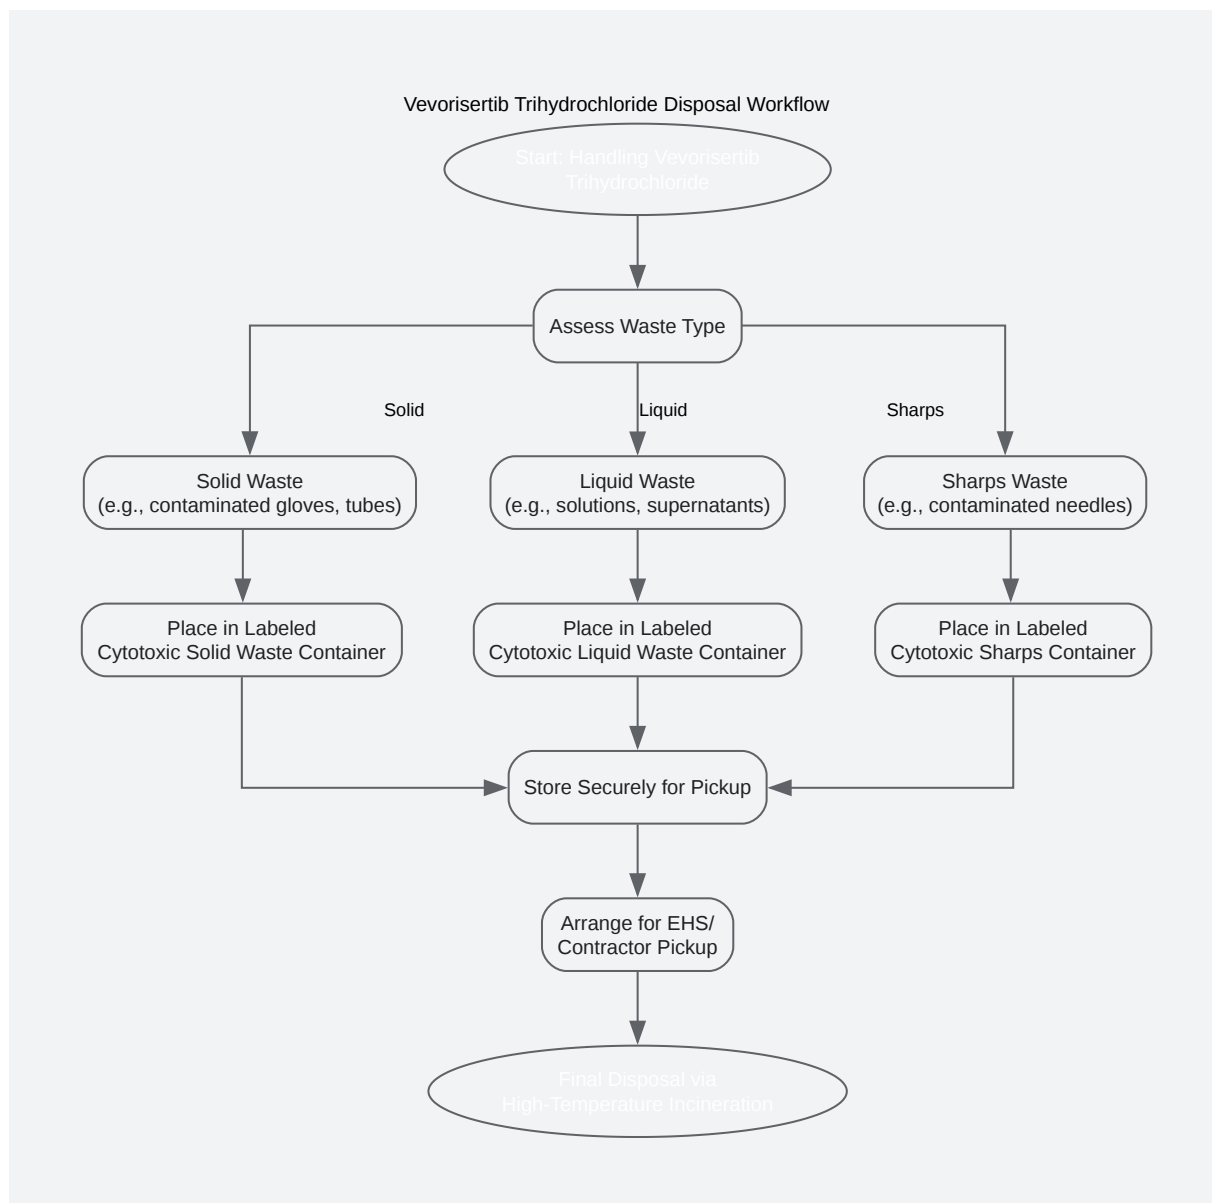 Vevorisertib Trihydrochloride Disposal Workflow
Start: Handling Vevorisertib
Trihydrochloride
Assess Waste Type
Solid
Liquid
Sharps
Solid Waste
(e.g., contaminated gloves, tubes)
Liquid Waste
(e.g., solutions, supernatants)
Sharps Waste
(e.g., contaminated needles)
Place in Labeled
Cytotoxic Solid Waste Container
Place in Labeled
Cytotoxic Liquid Waste Container
Place in Labeled
Cytotoxic Sharps Container
Store Securely for Pickup
Arrange for EHS/
Contractor Pickup
Final Disposal via
High-Temperature Incineration